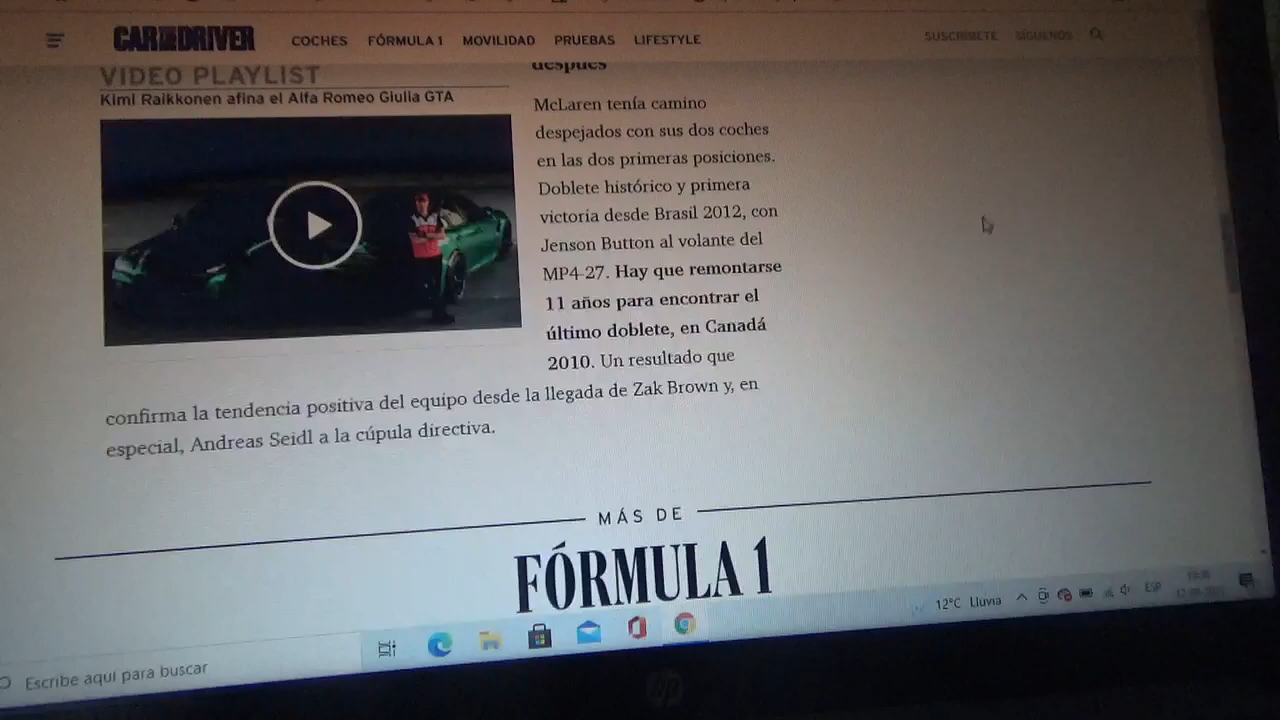 CAR AND DRIVER
COCHES FÓRMULA 1 MOVILIDAD PRUEBAS LIFESTYLE
SUSCRÍBETE SÍGUENOS
VIDEO PLAYLIST
Kimi Raikkonen afina el Alfa Romeo Giulia GTA
después
McLaren tenía camino
despejados con sus dos coches
en las dos primeras posiciones.
Doblete histórico y primera
victoria desde Brasil 2012, con
Jenson Button al volante del
MP4-27. Hay que remontarse
11 años para encontrar el
último doblete, en Canadá
2010. Un resultado que
confirma la tendencia positiva del equipo desde la llegada de Zak Brown y, en
especial, Andreas Seidl a la cúpula directiva.
MÁS DE
FÓRMULA 1
12°C Lluvia
ESP
Escribe aquí para buscar
hp